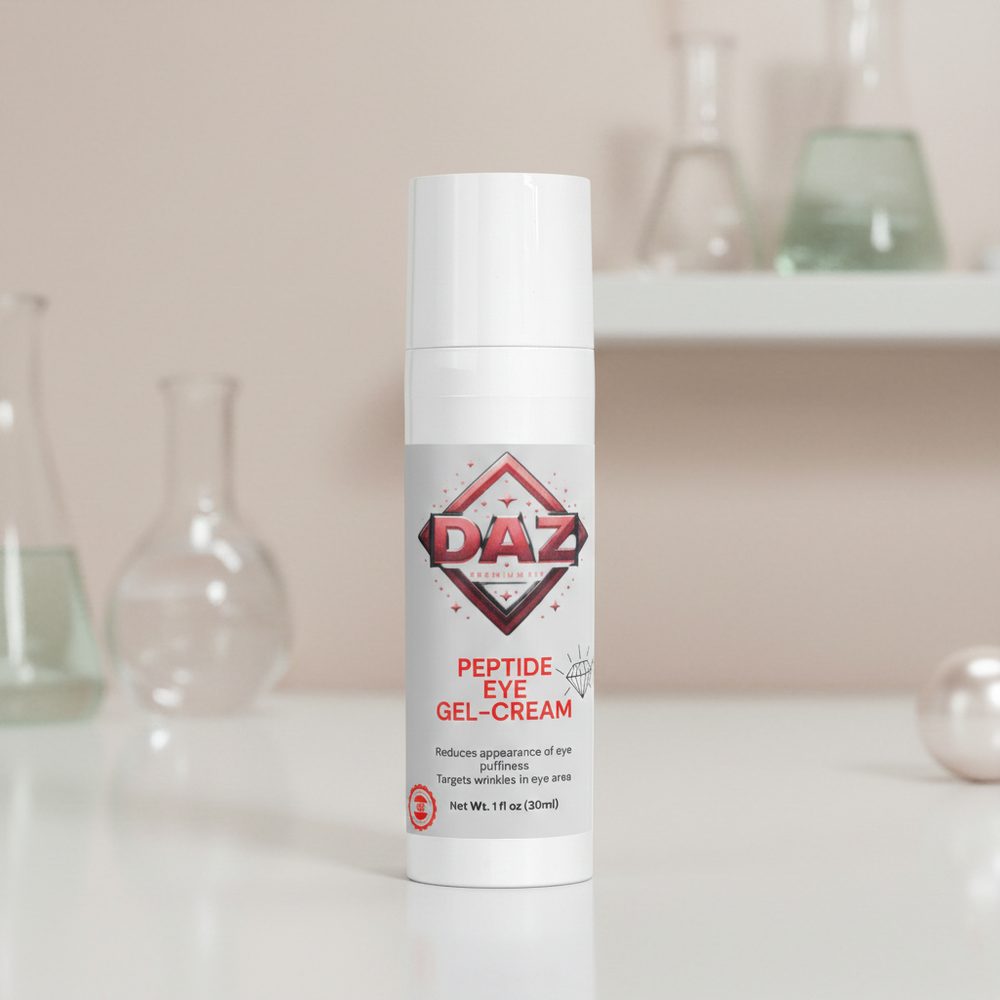 DAZ
PEPTIDE
EYE
GEL-CREAM
Reduces appearance of eye
puffiness
Targets wrinkles in eye area
Net Wt. 1 fl oz (30ml)